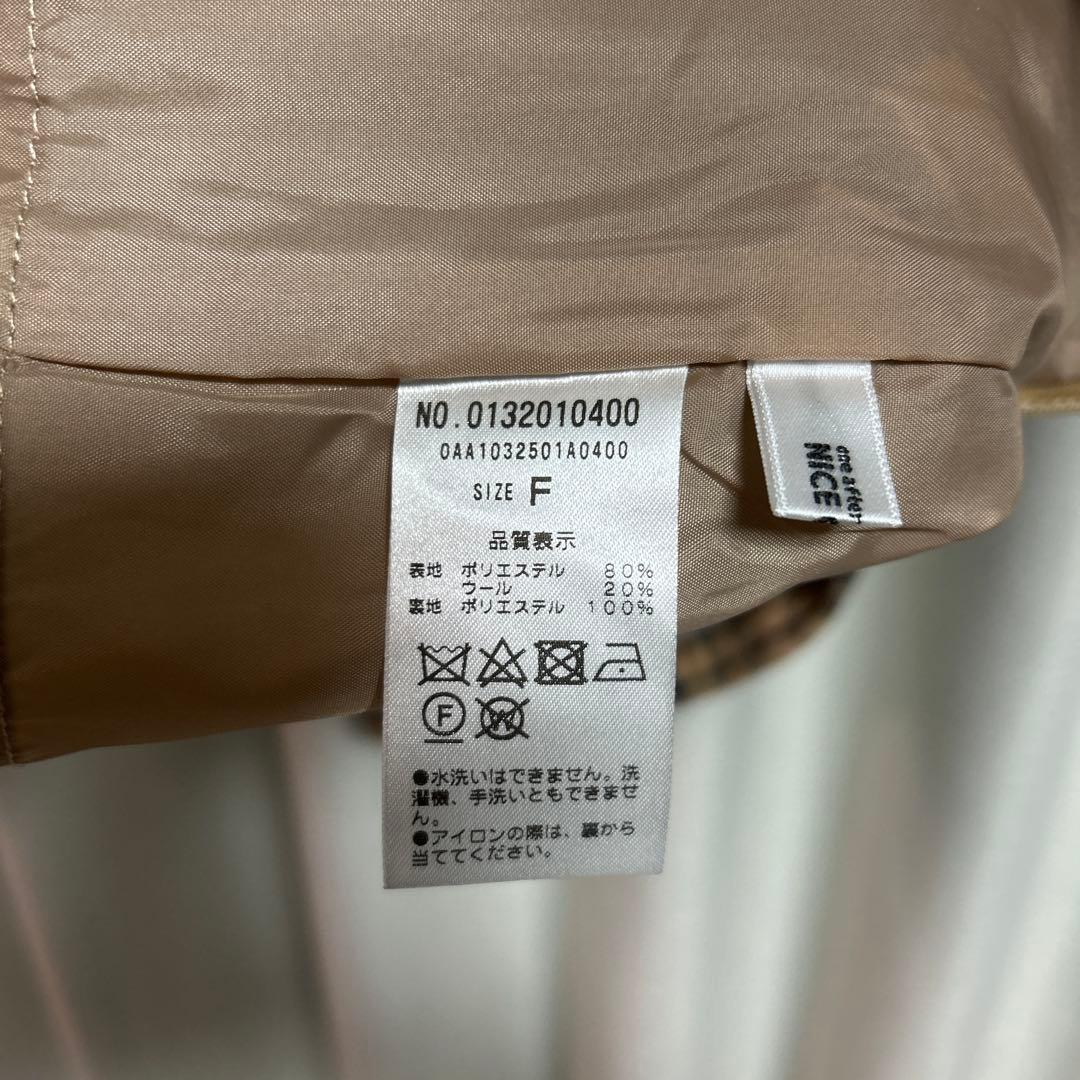 NO.0132010400
0AA1032501A0400
SIZE F
品質表示
表地 ポリエステル 80%
ウール 20%
裏地 ポリエステル 100%
F
W
●水洗いはできません。洗
濯機、手洗いともできませ
ん。
●アイロンの際は、裏から
当ててください。
one after
NICE